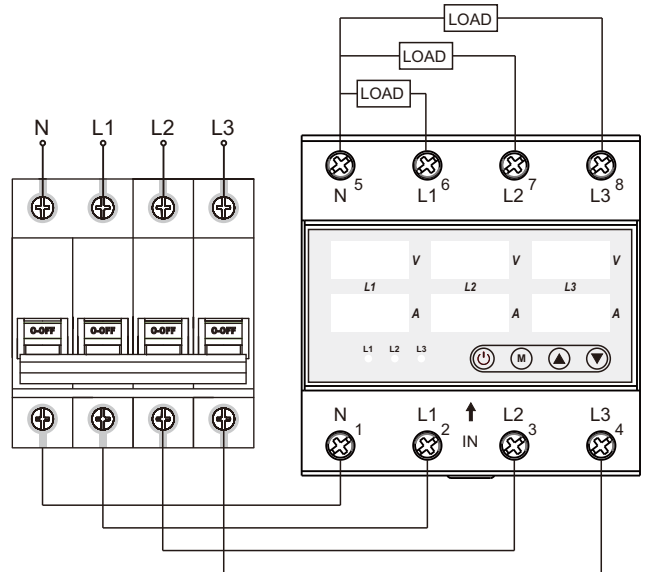 LOAD
LOAD
LOAD
N L1 L2 L3
5 6 7 8
N L1 L2 L3
V V V
L1 L2 L3
O-OFF O-OFF O-OFF O-OFF
A A A
L1 L2 L3
M
N L1 L2 L3
1 2 IN 3 4